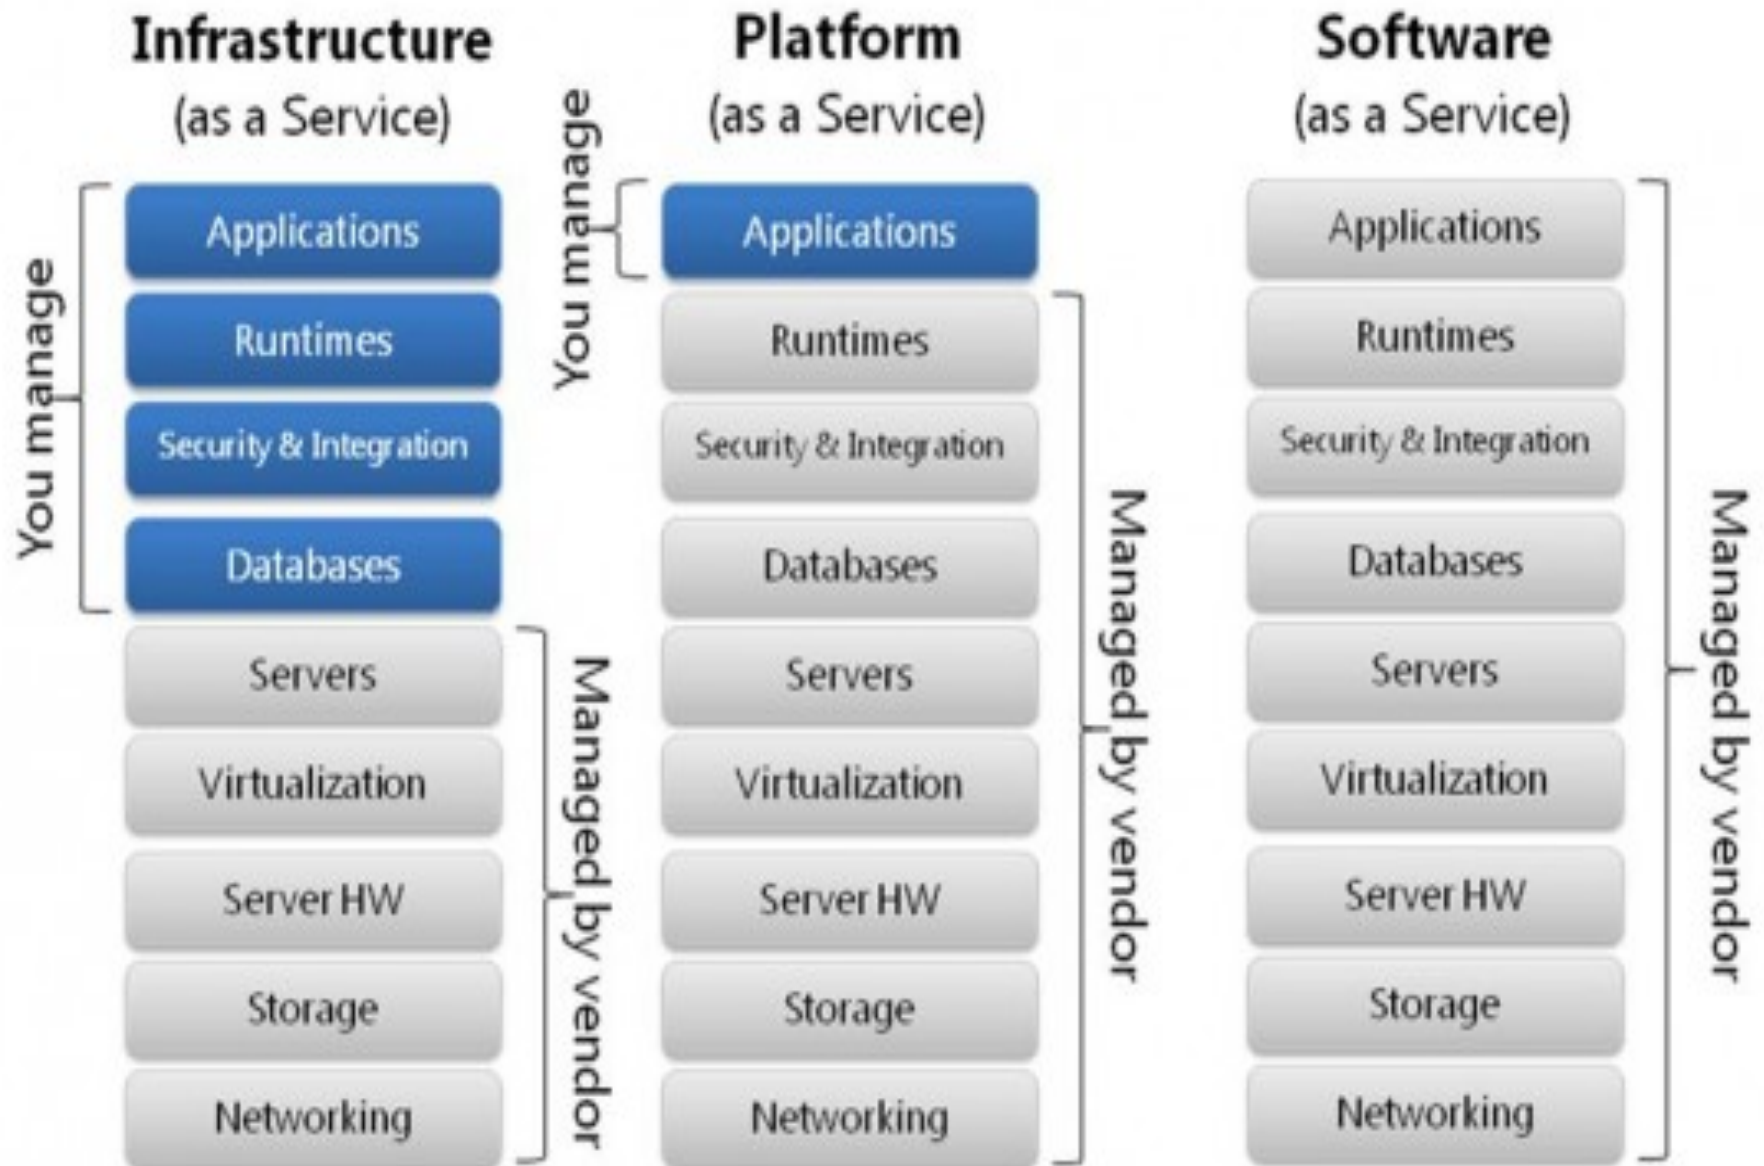 Infrastructure
(as a Service)
You manage
Applications
Runtimes
Security & Integration
Databases
Servers
Virtualization
Server HW
Storage
Networking
Managed by vendor
Platform
(as a Service)
You manage
Applications
Runtimes
Security & Integration
Databases
Servers
Virtualization
Server HW
Storage
Networking
Managed by vendor
Software
(as a Service)
Applications
Runtimes
Security & Integration
Databases
Servers
Virtualization
Server HW
Storage
Networking
Managed by vendor